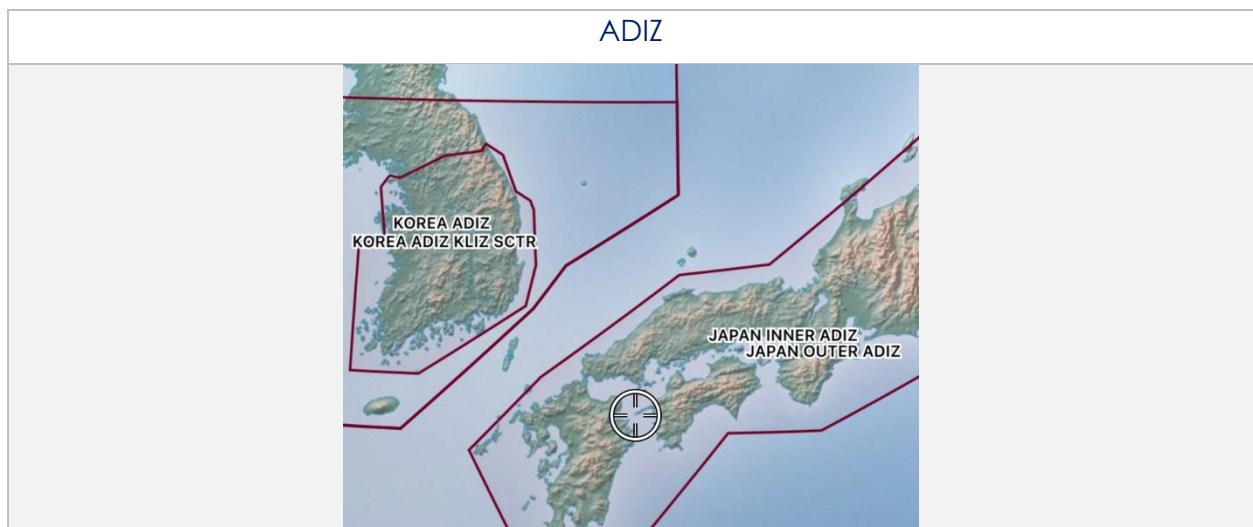 ADIZ
KOREA ADIZ
KOREA ADIZ KLIZ SCTR
JAPAN INNER ADIZ
JAPAN OUTER ADIZ